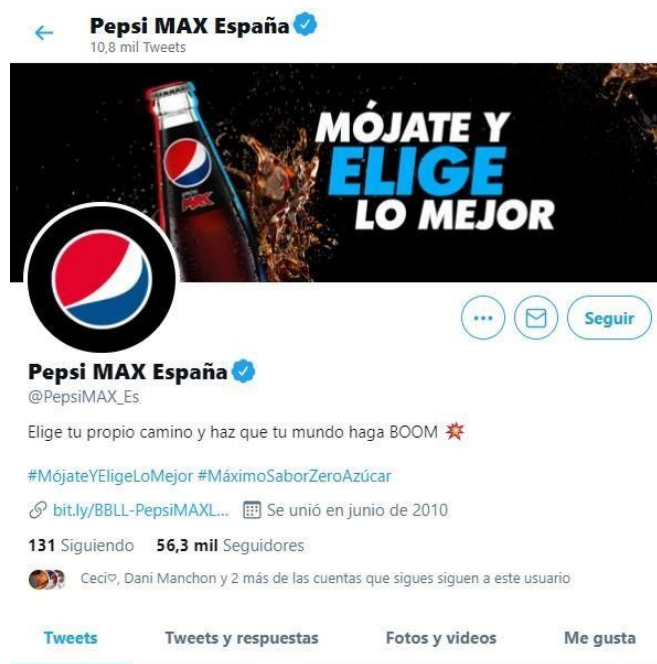 Pepsi MAX España
10,8 mil Tweets
MÓJATE Y
ELIGE
LO MEJOR
pepsi
MAX
Seguir
Pepsi MAX España
@PepsiMAX_Es
Elige tu propio camino y haz que tu mundo haga BOOM 💥
#MójateYEligeLoMejor #MáximoSaborZeroAzúcar
bit.ly/BBLL-PepsiMAXL... Se unió en junio de 2010
131 Siguiendo 56,3 mil Seguidores
Ceci♡, Dani Manchon y 2 más de las cuentas que sigues siguen a este usuario
Tweets Tweets y respuestas Fotos y videos Me gusta